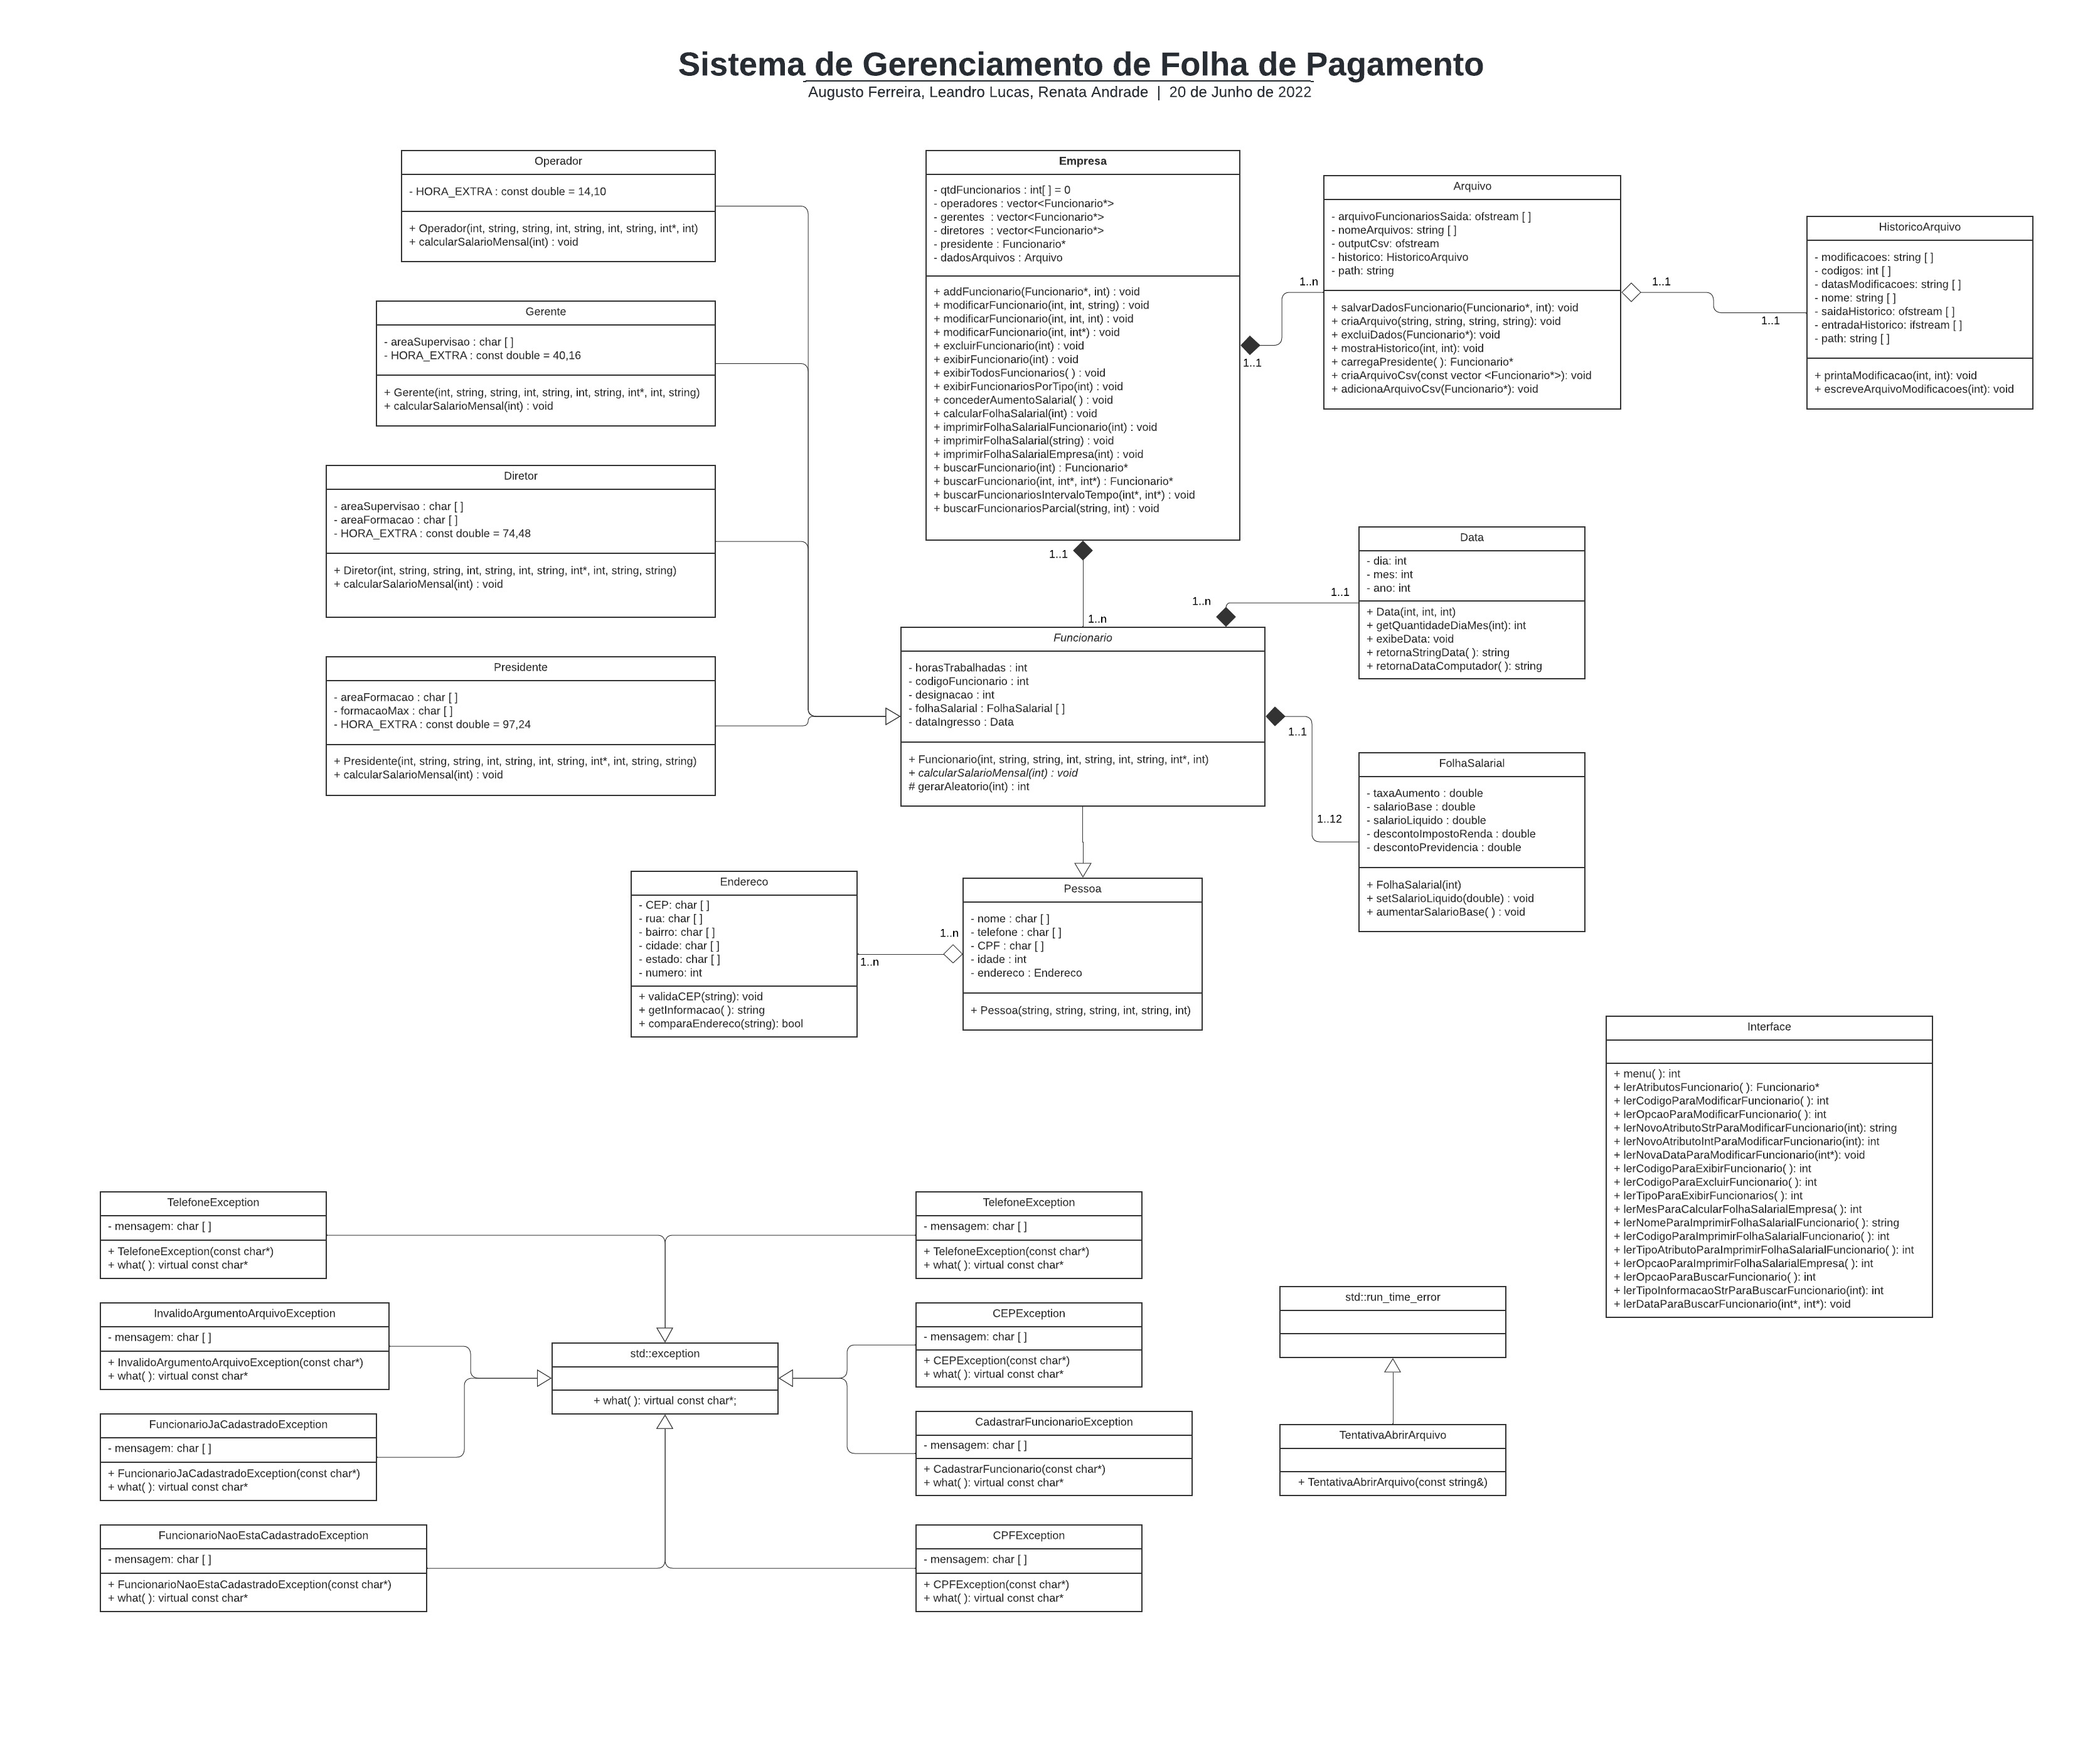 Sistema de Gerenciamento de Folha de Pagamento
Augusto Ferreira, Leandro Lucas, Renata Andrade | 20 de Junho de 2022
Operador
- HORA_EXTRA : const double = 14,10
+ Operador(int, string, string, int, string, int, string, int*, int)
+ calcularSalarioMensal(int) : void
Gerente
- areaSupervisao : char [ ]
- HORA_EXTRA : const double = 40,16
+ Gerente(int, string, string, int, string, int, string, int*, int, string)
+ calcularSalarioMensal(int) : void
Diretor
- areaSupervisao : char [ ]
- areaFormacao : char [ ]
- HORA_EXTRA : const double = 74,48
+ Diretor(int, string, string, int, string, int, string, int*, int, string, string)
+ calcularSalarioMensal(int) : void
Presidente
- areaFormacao : char [ ]
- formacaoMax : char [ ]
- HORA_EXTRA : const double = 97,24
+ Presidente(int, string, string, int, string, int, string, int*, int, string, string)
+ calcularSalarioMensal(int) : void
Empresa
- qtdFuncionarios : int[ ] = 0
- operadores : vector<Funcionario*>
- gerentes : vector<Funcionario*>
- diretores : vector<Funcionario*>
- presidente : Funcionario*
- dadosArquivos : Arquivo
+ addFuncionario(Funcionario*, int) : void
+ modificarFuncionario(int, int, string) : void
+ modificarFuncionario(int, int, int) : void
+ modificarFuncionario(int, int*) : void
+ excluirFuncionario(int) : void
+ exibirFuncionario(int) : void
+ exibirTodosFuncionarios( ) : void
+ exibirFuncionariosPorTipo(int) : void
+ concederAumentoSalarial( ) : void
+ calcularFolhaSalarial(int) : void
+ imprimirFolhaSalarialFuncionario(int) : void
+ imprimirFolhaSalarial(string) : void
+ imprimirFolhaSalarialEmpresa(int) : void
+ buscarFuncionario(int) : Funcionario*
+ buscarFuncionario(int, int*, int*) : Funcionario*
+ buscarFuncionariosIntervaloTempo(int*, int*) : void
+ buscarFuncionariosParcial(string, int) : void
1..n
1..1
Arquivo
- arquivoFuncionariosSaida: ofstream [ ]
- nomeArquivos: string [ ]
- outputCsv: ofstream
- historico: HistoricoArquivo
- path: string
+ salvarDadosFuncionario(Funcionario*, int): void
+ criaArquivo(string, string, string, string): void
+ excluiDados(Funcionario*): void
+ mostraHistorico(int, int): void
+ carregaPresidente( ): Funcionario*
+ criaArquivoCsv(const vector <Funcionario*>): void
+ adicionaArquivoCsv(Funcionario*): void
1..1
1..1
HistoricoArquivo
- modificacoes: string [ ]
- codigos: int [ ]
- datasModificacoes: string [ ]
- nome: string [ ]
- saidaHistorico: ofstream [ ]
- entradaHistorico: ifstream [ ]
- path: string [ ]
+ printaModificacao(int, int): void
+ escreveArquivoModificacoes(int): void
1..1
1..n
Funcionario
- horasTrabalhadas : int
- codigoFuncionario : int
- designacao : int
- folhaSalarial : FolhaSalarial [ ]
- dataIngresso : Data
+ Funcionario(int, string, string, int, string, int, string, int*, int)
+ calcularSalarioMensal(int) : void
# gerarAleatorio(int) : int
1..n
1..1
Data
- dia: int
- mes: int
- ano: int
+ Data(int, int, int)
+ getQuantidadeDiaMes(int): int
+ exibeData: void
+ retornaStringData( ): string
+ retornaDataComputador( ): string
1..1
1..12
FolhaSalarial
- taxaAumento : double
- salarioBase : double
- salarioLiquido : double
- descontoImpostoRenda : double
- descontoPrevidencia : double
+ FolhaSalarial(int)
+ setSalarioLiquido(double) : void
+ aumentarSalarioBase( ) : void
Endereco
- CEP: char [ ]
- rua: char [ ]
- bairro: char [ ]
- cidade: char [ ]
- estado: char [ ]
- numero: int
+ validaCEP(string): void
+ getInformacao( ): string
+ comparaEndereco(string): bool
1..n
1..n
Pessoa
- nome : char [ ]
- telefone : char [ ]
- CPF : char [ ]
- idade : int
- endereco : Endereco
+ Pessoa(string, string, string, int, string, int)
Interface
+ menu( ): int
+ lerAtributosFuncionario( ): Funcionario*
+ lerCodigoParaModificarFuncionario( ): int
+ lerOpcaoParaModificarFuncionario( ): int
+ lerNovoAtributoStrParaModificarFuncionario(int): string
+ lerNovoAtributoIntParaModificarFuncionario(int): int
+ lerNovaDataParaModificarFuncionario(int*): void
+ lerCodigoParaExibirFuncionario( ): int
+ lerCodigoParaExcluirFuncionario( ): int
+ lerTipoParaExibirFuncionarios( ): int
+ lerMesParaCalcularFolhaSalarialEmpresa( ): int
+ lerNomeParaImprimirFolhaSalarialFuncionario( ): string
+ lerCodigoParaImprimirFolhaSalarialFuncionario( ): int
+ lerTipoAtributoParaImprimirFolhaSalarialFuncionario( ): int
+ lerOpcaoParaImprimirFolhaSalarialEmpresa( ): int
+ lerOpcaoParaBuscarFuncionario( ): int
+ lerTipoInformacaoStrParaBuscarFuncionario(int): int
+ lerDataParaBuscarFuncionario(int*, int*): void
TelefoneException
- mensagem: char [ ]
+ TelefoneException(const char*)
+ what( ): virtual const char*
InvalidoArgumentoArquivoException
- mensagem: char [ ]
+ InvalidoArgumentoArquivoException(const char*)
+ what( ): virtual const char*
FuncionarioJaCadastradoException
- mensagem: char [ ]
+ FuncionarioJaCadastradoException(const char*)
+ what( ): virtual const char*
FuncionarioNaoEstaCadastradoException
- mensagem: char [ ]
+ FuncionarioNaoEstaCadastradoException(const char*)
+ what( ): virtual const char*
std::exception
+ what( ): virtual const char*;
TelefoneException
- mensagem: char [ ]
+ TelefoneException(const char*)
+ what( ): virtual const char*
CEPException
- mensagem: char [ ]
+ CEPException(const char*)
+ what( ): virtual const char*
CadastrarFuncionarioException
- mensagem: char [ ]
+ CadastrarFuncionario(const char*)
+ what( ): virtual const char*
CPFException
- mensagem: char [ ]
+ CPFException(const char*)
+ what( ): virtual const char*
std::run_time_error
TentativaAbrirArquivo
+ TentativaAbrirArquivo(const string&)